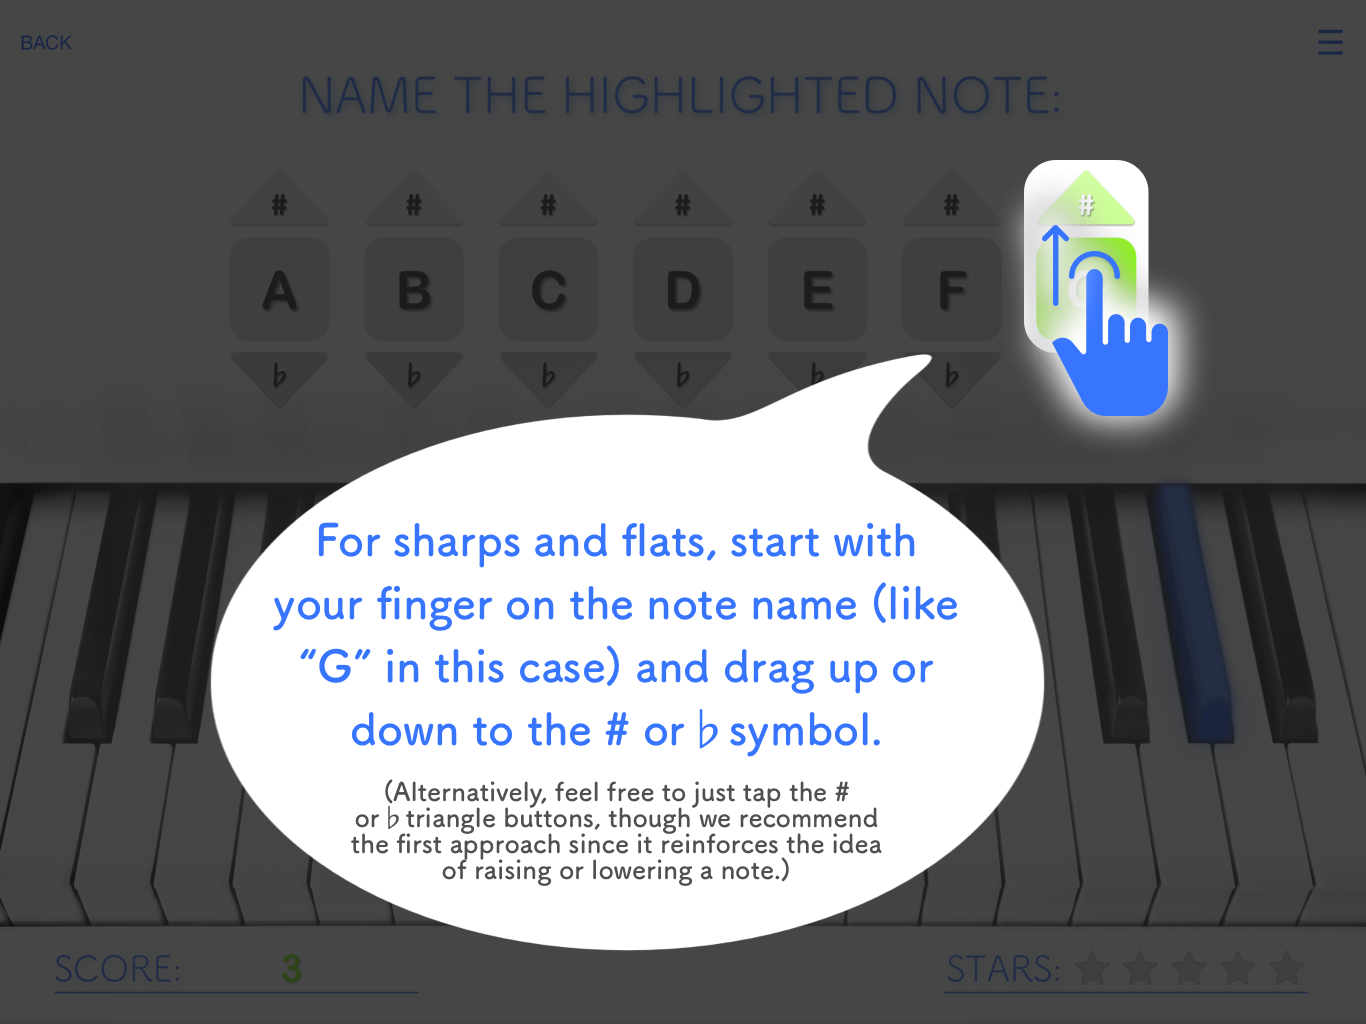 BACK
NAME THE HIGHLIGHTED NOTE:
# # # # # # #
A B C D E F
♭ ♭ ♭ ♭ ♭ ♭
For sharps and flats, start with
your finger on the note name (like
“G” in this case) and drag up or
down to the # or ♭ symbol.
(Alternatively, feel free to just tap the #
or ♭ triangle buttons, though we recommend
the first approach since it reinforces the idea
of raising or lowering a note.)
SCORE: 3
STARS: